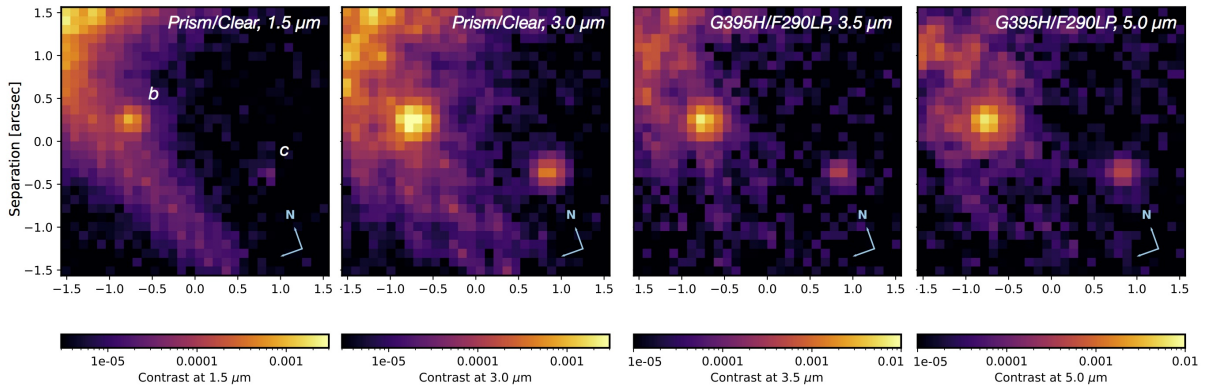 Prism/Clear, 1.5 μm
Prism/Clear, 3.0 μm
G395H/F290LP, 3.5 μm
G395H/F290LP, 5.0 μm
b
c
N
N
N
N
Separation [arcsec]
1.5
1.0
0.5
0.0
−0.5
−1.0
−1.5
−1.5 −1.0 −0.5 0.0 0.5 1.0 1.5
−1.5 −1.0 −0.5 0.0 0.5 1.0 1.5
−1.5 −1.0 −0.5 0.0 0.5 1.0 1.5
−1.5 −1.0 −0.5 0.0 0.5 1.0 1.5
1e-05 0.0001 0.001
1e-05 0.0001 0.001
1e-05 0.0001 0.001 0.01
1e-05 0.0001 0.001 0.01
Contrast at 1.5 μm
Contrast at 3.0 μm
Contrast at 3.5 μm
Contrast at 5.0 μm